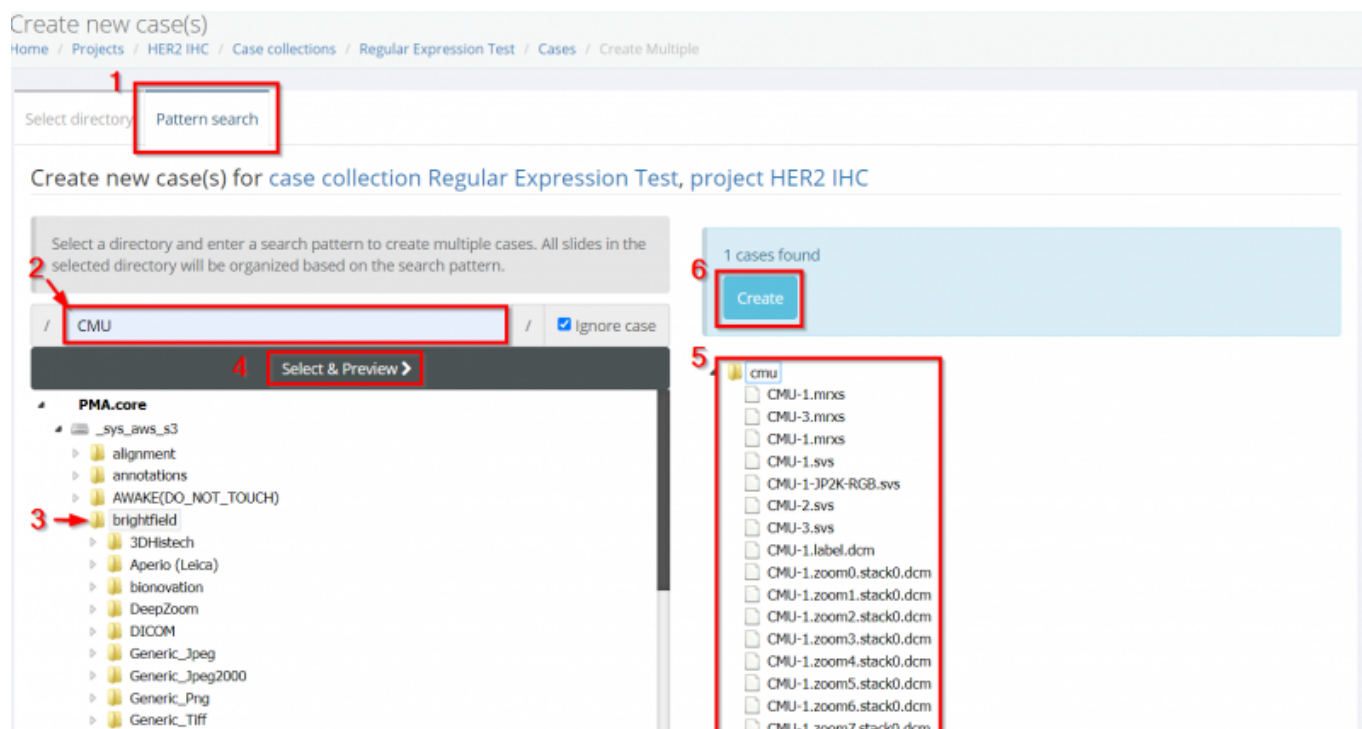 Create new case(s)
Home / Projects / HER2 IHC / Case collections / Regular Expression Test / Cases / Create Multiple
1
Select directory
Pattern search
Create new case(s) for case collection Regular Expression Test, project HER2 IHC
Select a directory and enter a search pattern to create multiple cases. All slides in the
selected directory will be organized based on the search pattern.
2
/ CMU / Ignore case
4 Select & Preview
PMA.core
_sys_aws_s3
alignment
annotations
AWAKE(DO_NOT_TOUCH)
3 brightfield
3DHistech
Aperio (Leica)
bionovation
DeepZoom
DICOM
Generic_Jpeg
Generic_Jpeg2000
Generic_Png
Generic_Tiff
1 cases found
6
Create
5
cmu
CMU-1.mrxs
CMU-3.mrxs
CMU-1.mrxs
CMU-1.svs
CMU-1-JP2K-RGB.svs
CMU-2.svs
CMU-3.svs
CMU-1.label.dcm
CMU-1.zoom0.stack0.dcm
CMU-1.zoom1.stack0.dcm
CMU-1.zoom2.stack0.dcm
CMU-1.zoom3.stack0.dcm
CMU-1.zoom4.stack0.dcm
CMU-1.zoom5.stack0.dcm
CMU-1.zoom6.stack0.dcm
CMU-1.zoom7.stack0.dcm